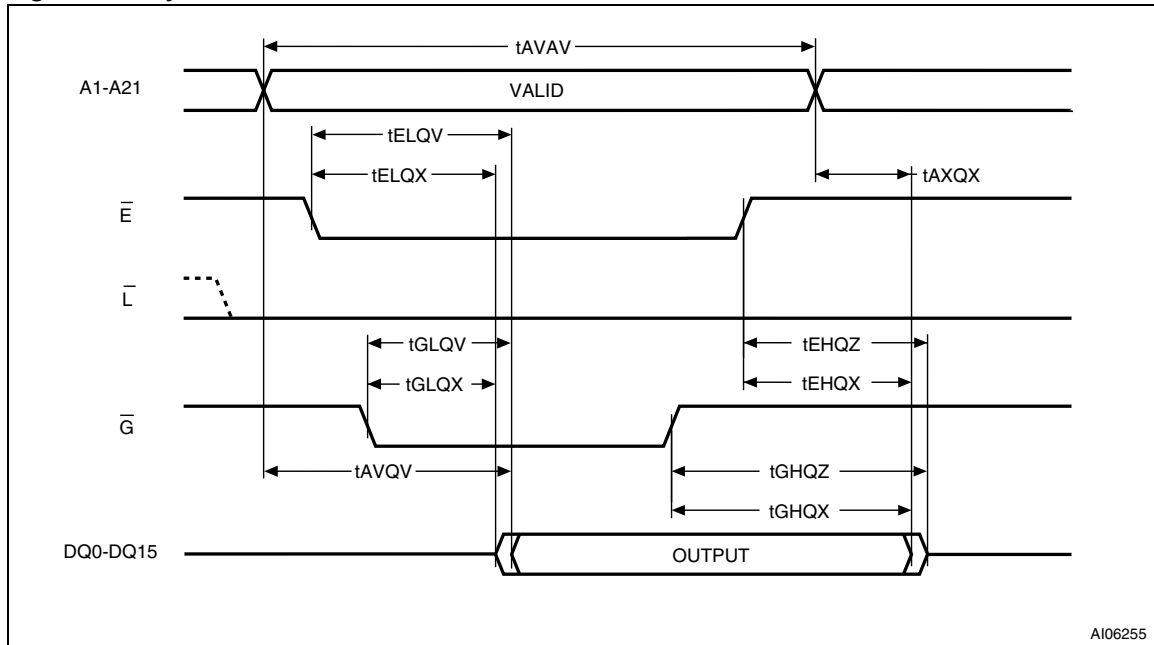 tAVAV
A1-A21
VALID
tELQV
tELQX
tAXQX
E̅
L̅
tGLQV
tEHQZ
tGLQX
tEHQX
G̅
tAVQV
tGHQZ
tGHQX
DQ0-DQ15
OUTPUT
AI06255